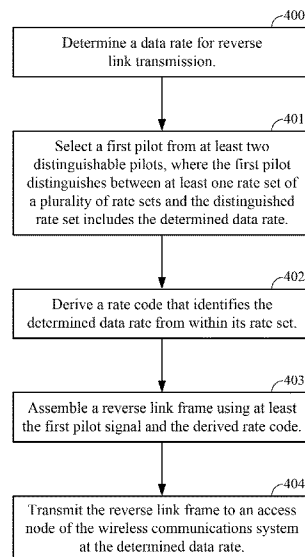 400
Determine a data rate for reverse
link transmission.
401
Select a first pilot from at least two
distinguishable pilots, where the first pilot
distinguishes between at least one rate set of
a plurality of rate sets and the distinguished
rate set includes the determined data rate.
402
Derive a rate code that identifies the
determined data rate from within its rate set.
403
Assemble a reverse link frame using at least
the first pilot signal and the derived rate code.
404
Transmit the reverse link frame to an access
node of the wireless communications system
at the determined data rate.